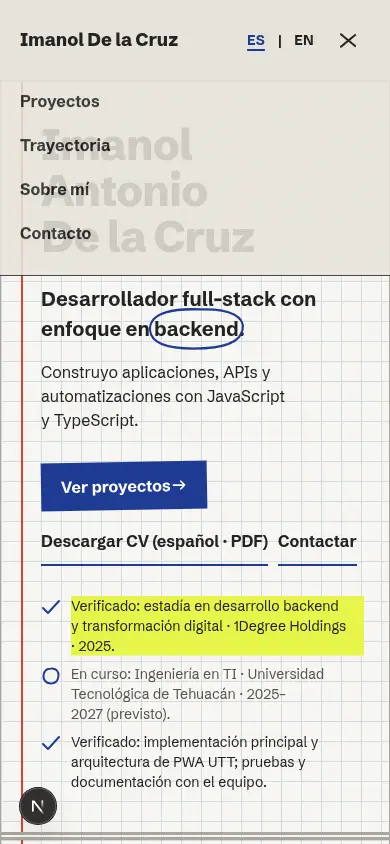 Imanol De la Cruz
ES | EN
Proyectos
Trayectoria
Sobre mí
Contacto
Imanol
Antonio
De la Cruz
Desarrollador full-stack con
enfoque en backend.
Construyo aplicaciones, APIs y
automatizaciones con JavaScript
y TypeScript.
Ver proyectos→
Descargar CV (español · PDF) Contactar
Verificado: estadía en desarrollo backend
y transformación digital · 1Degree Holdings
· 2025.
En curso: Ingeniería en TI · Universidad
Tecnológica de Tehuacán · 2025–
2027 (previsto).
Verificado: implementación principal y
arquitectura de PWA UTT; pruebas y
documentación con el equipo.
N